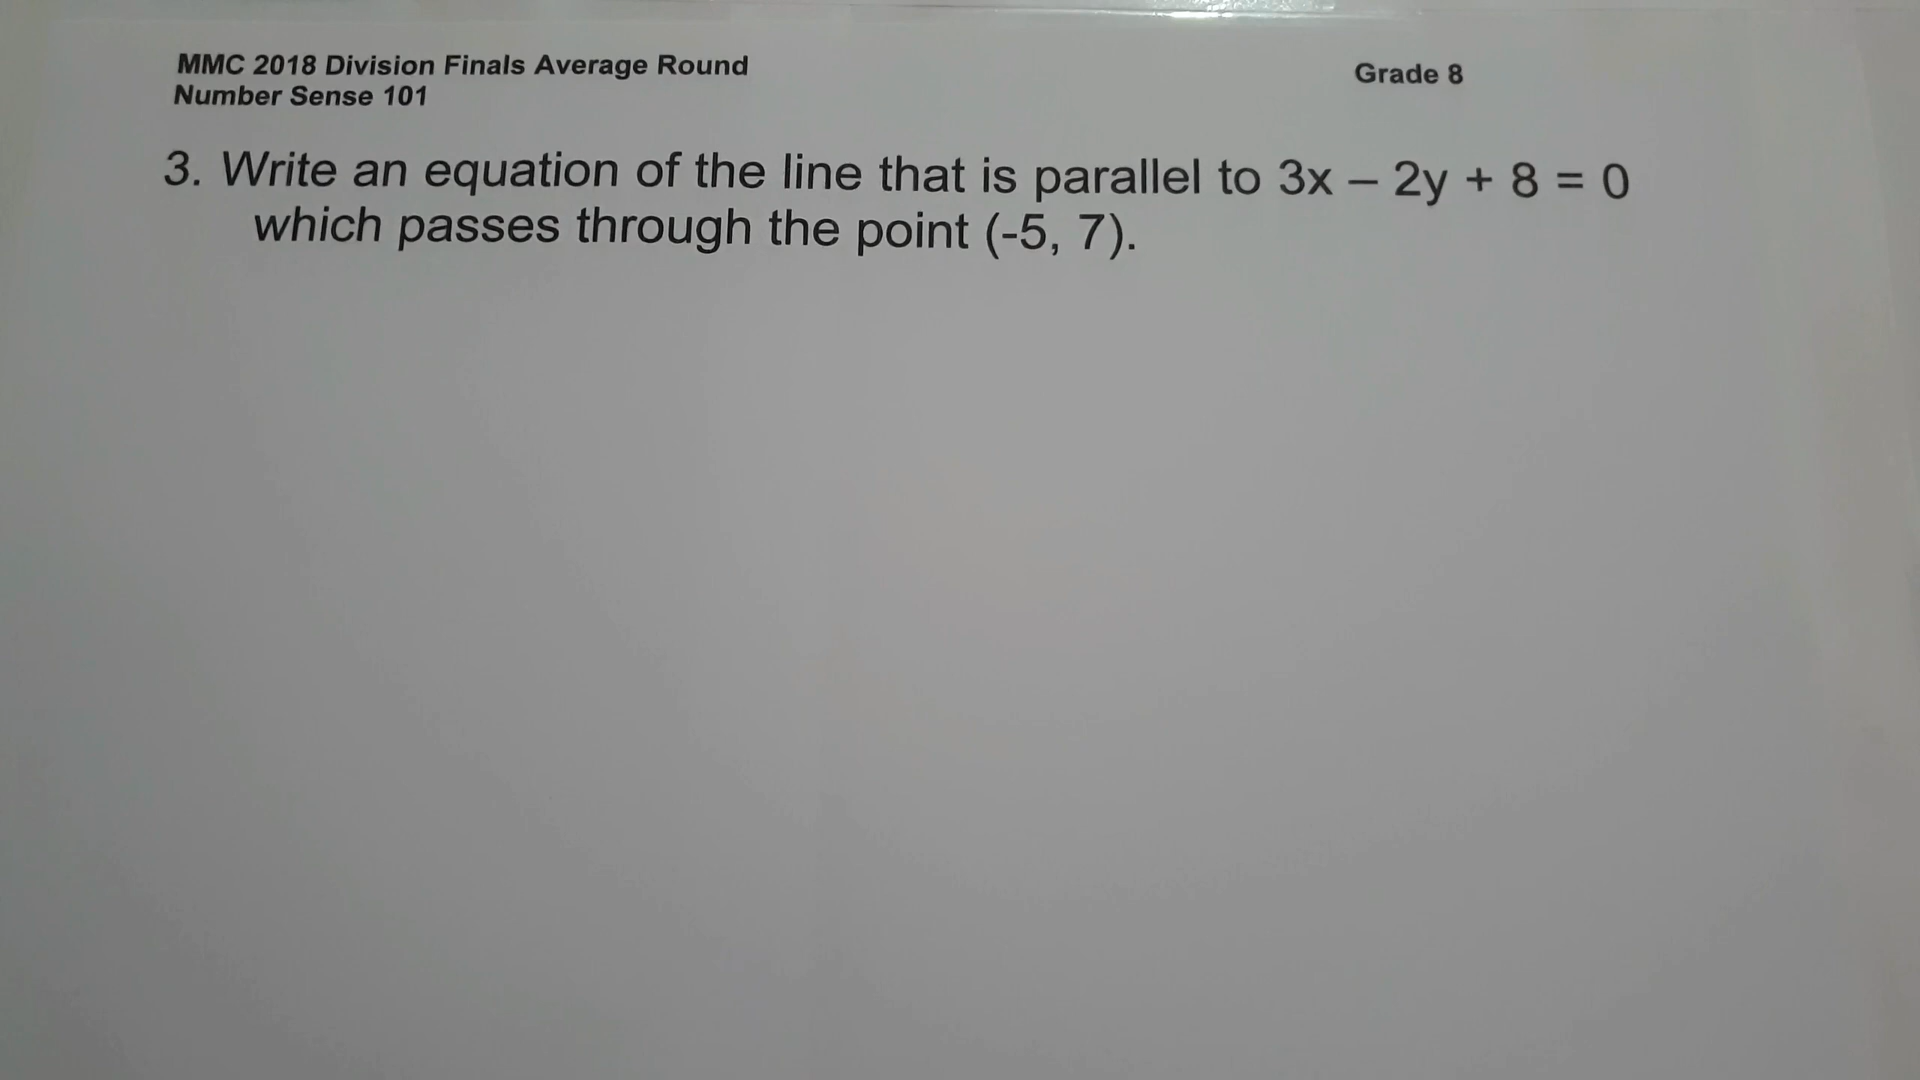 MMC 2018 Division Finals Average Round
Grade 8
Number Sense 101
3. Write an equation of the line that is parallel to 3x – 2y + 8 = 0
which passes through the point (-5, 7).